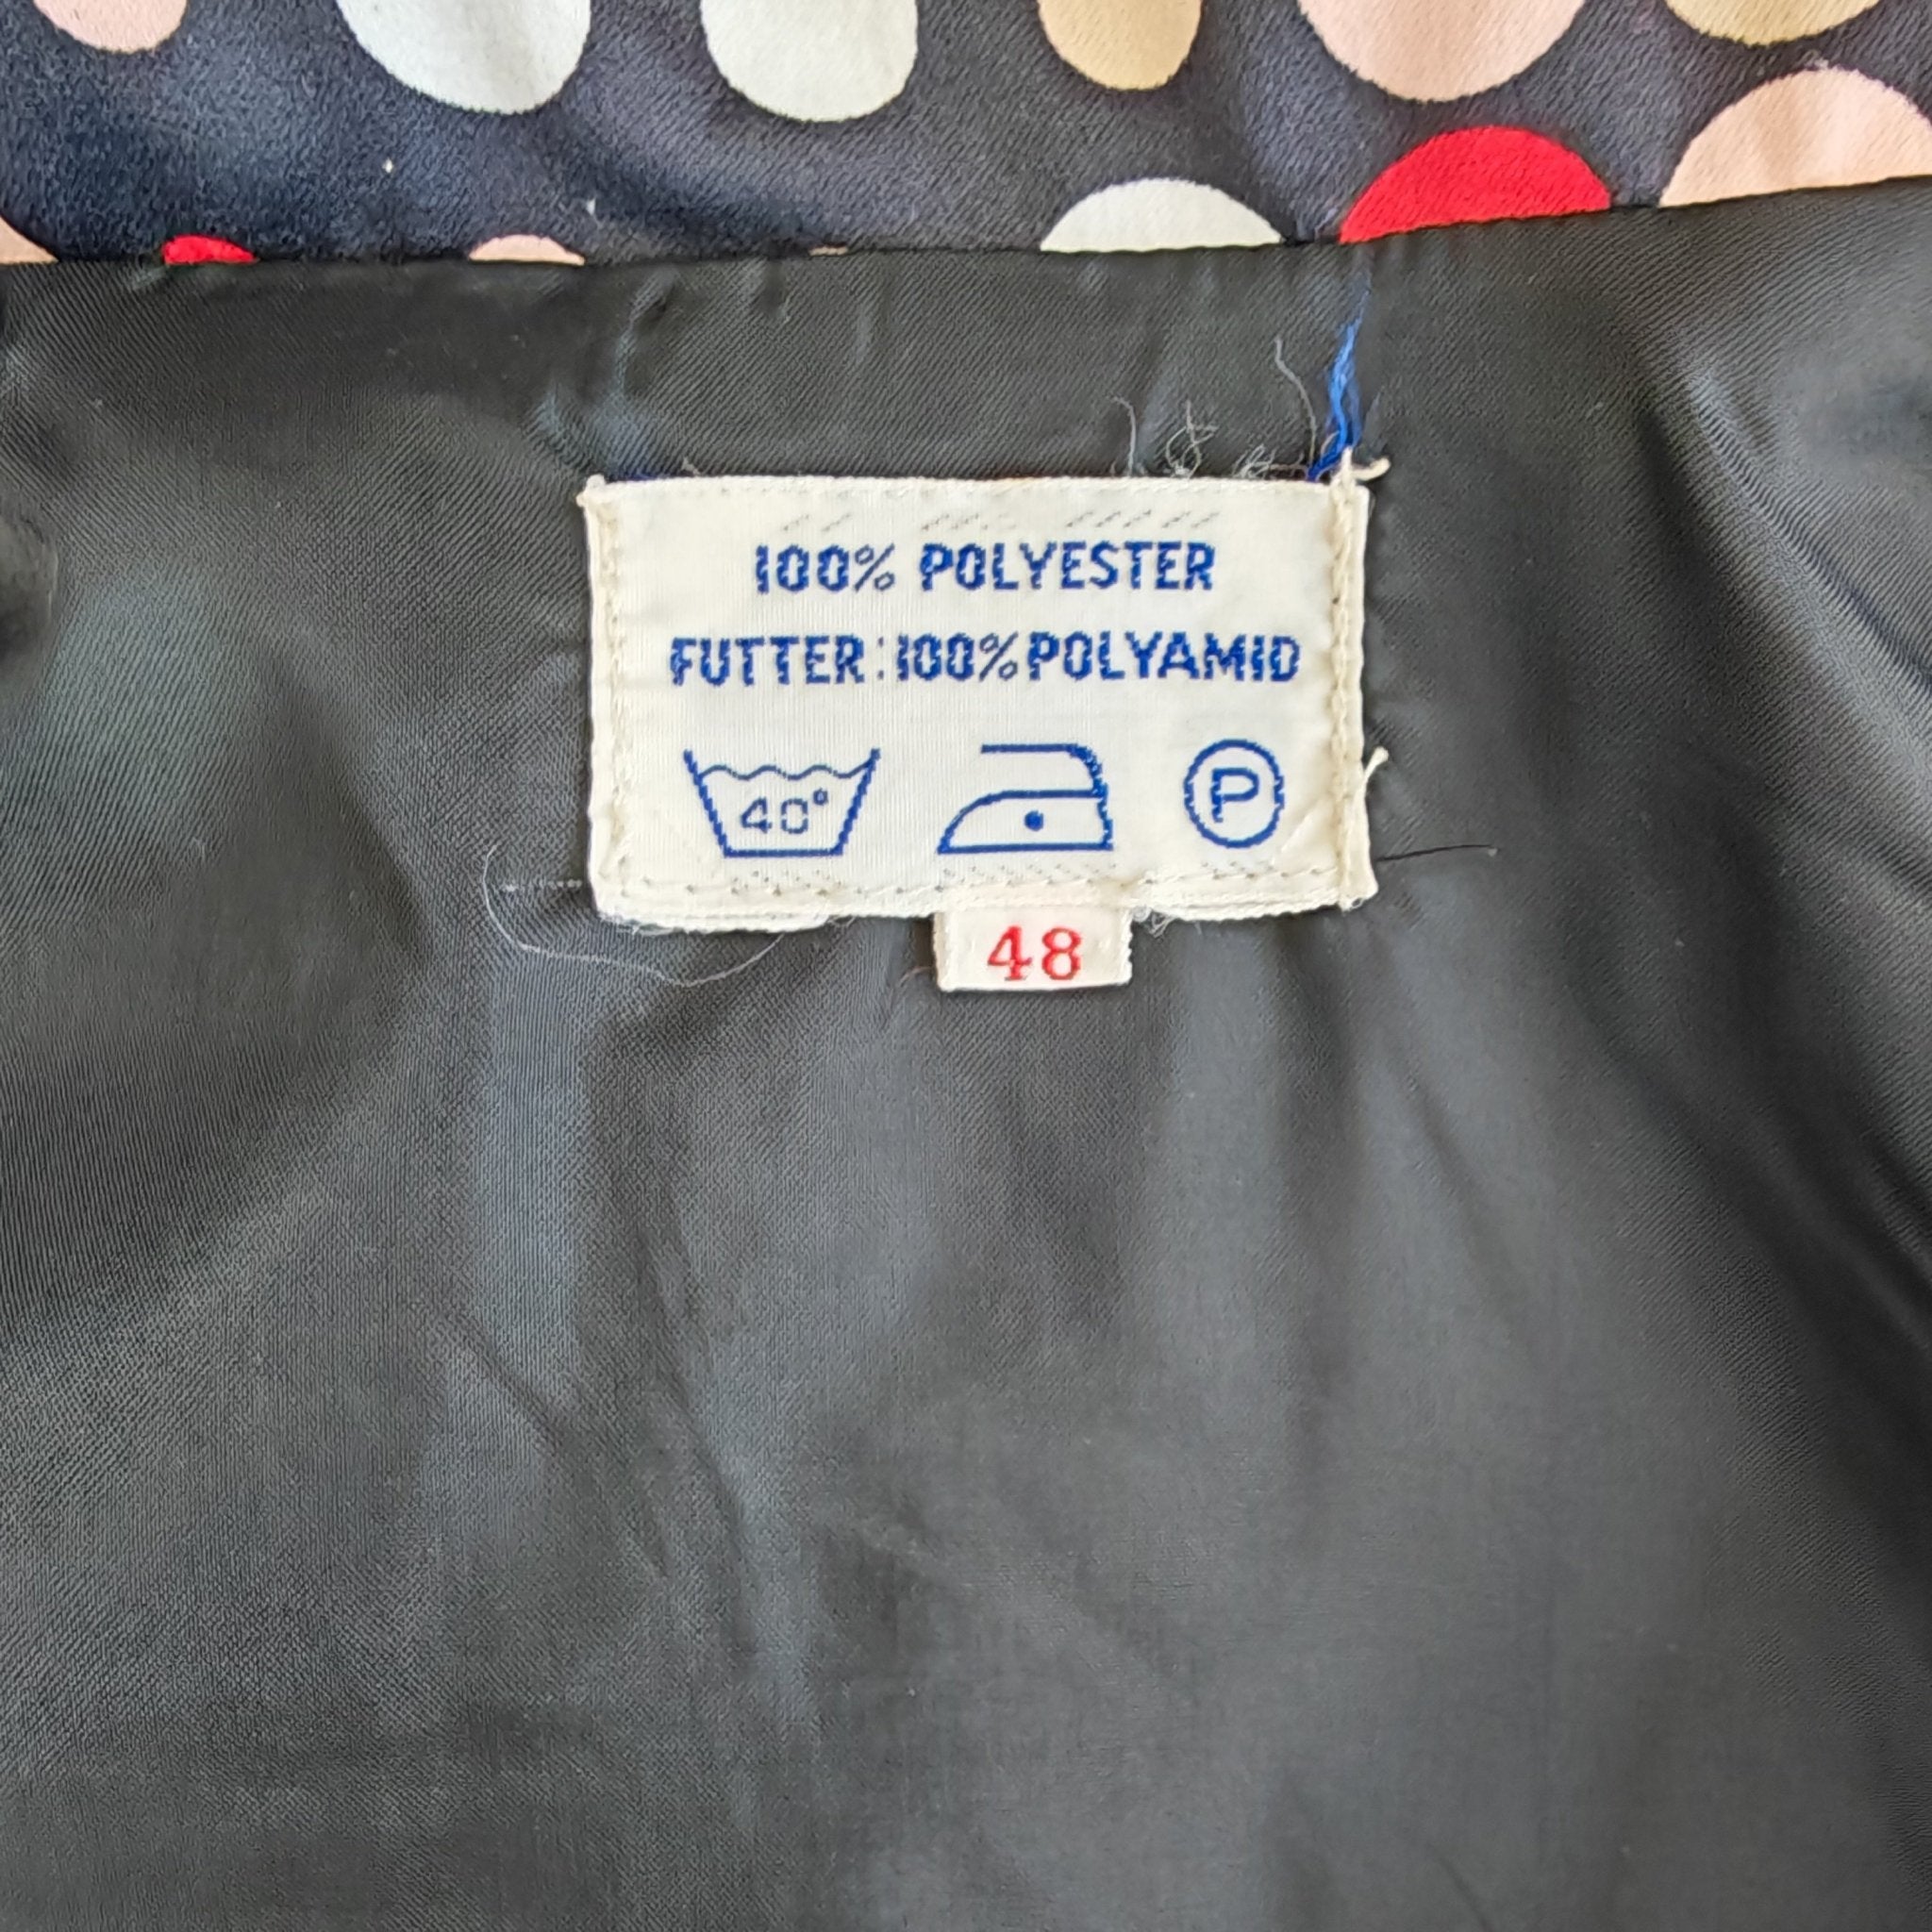 100% POLYESTER
FUTTER: 100% POLYAMID
40° P
48